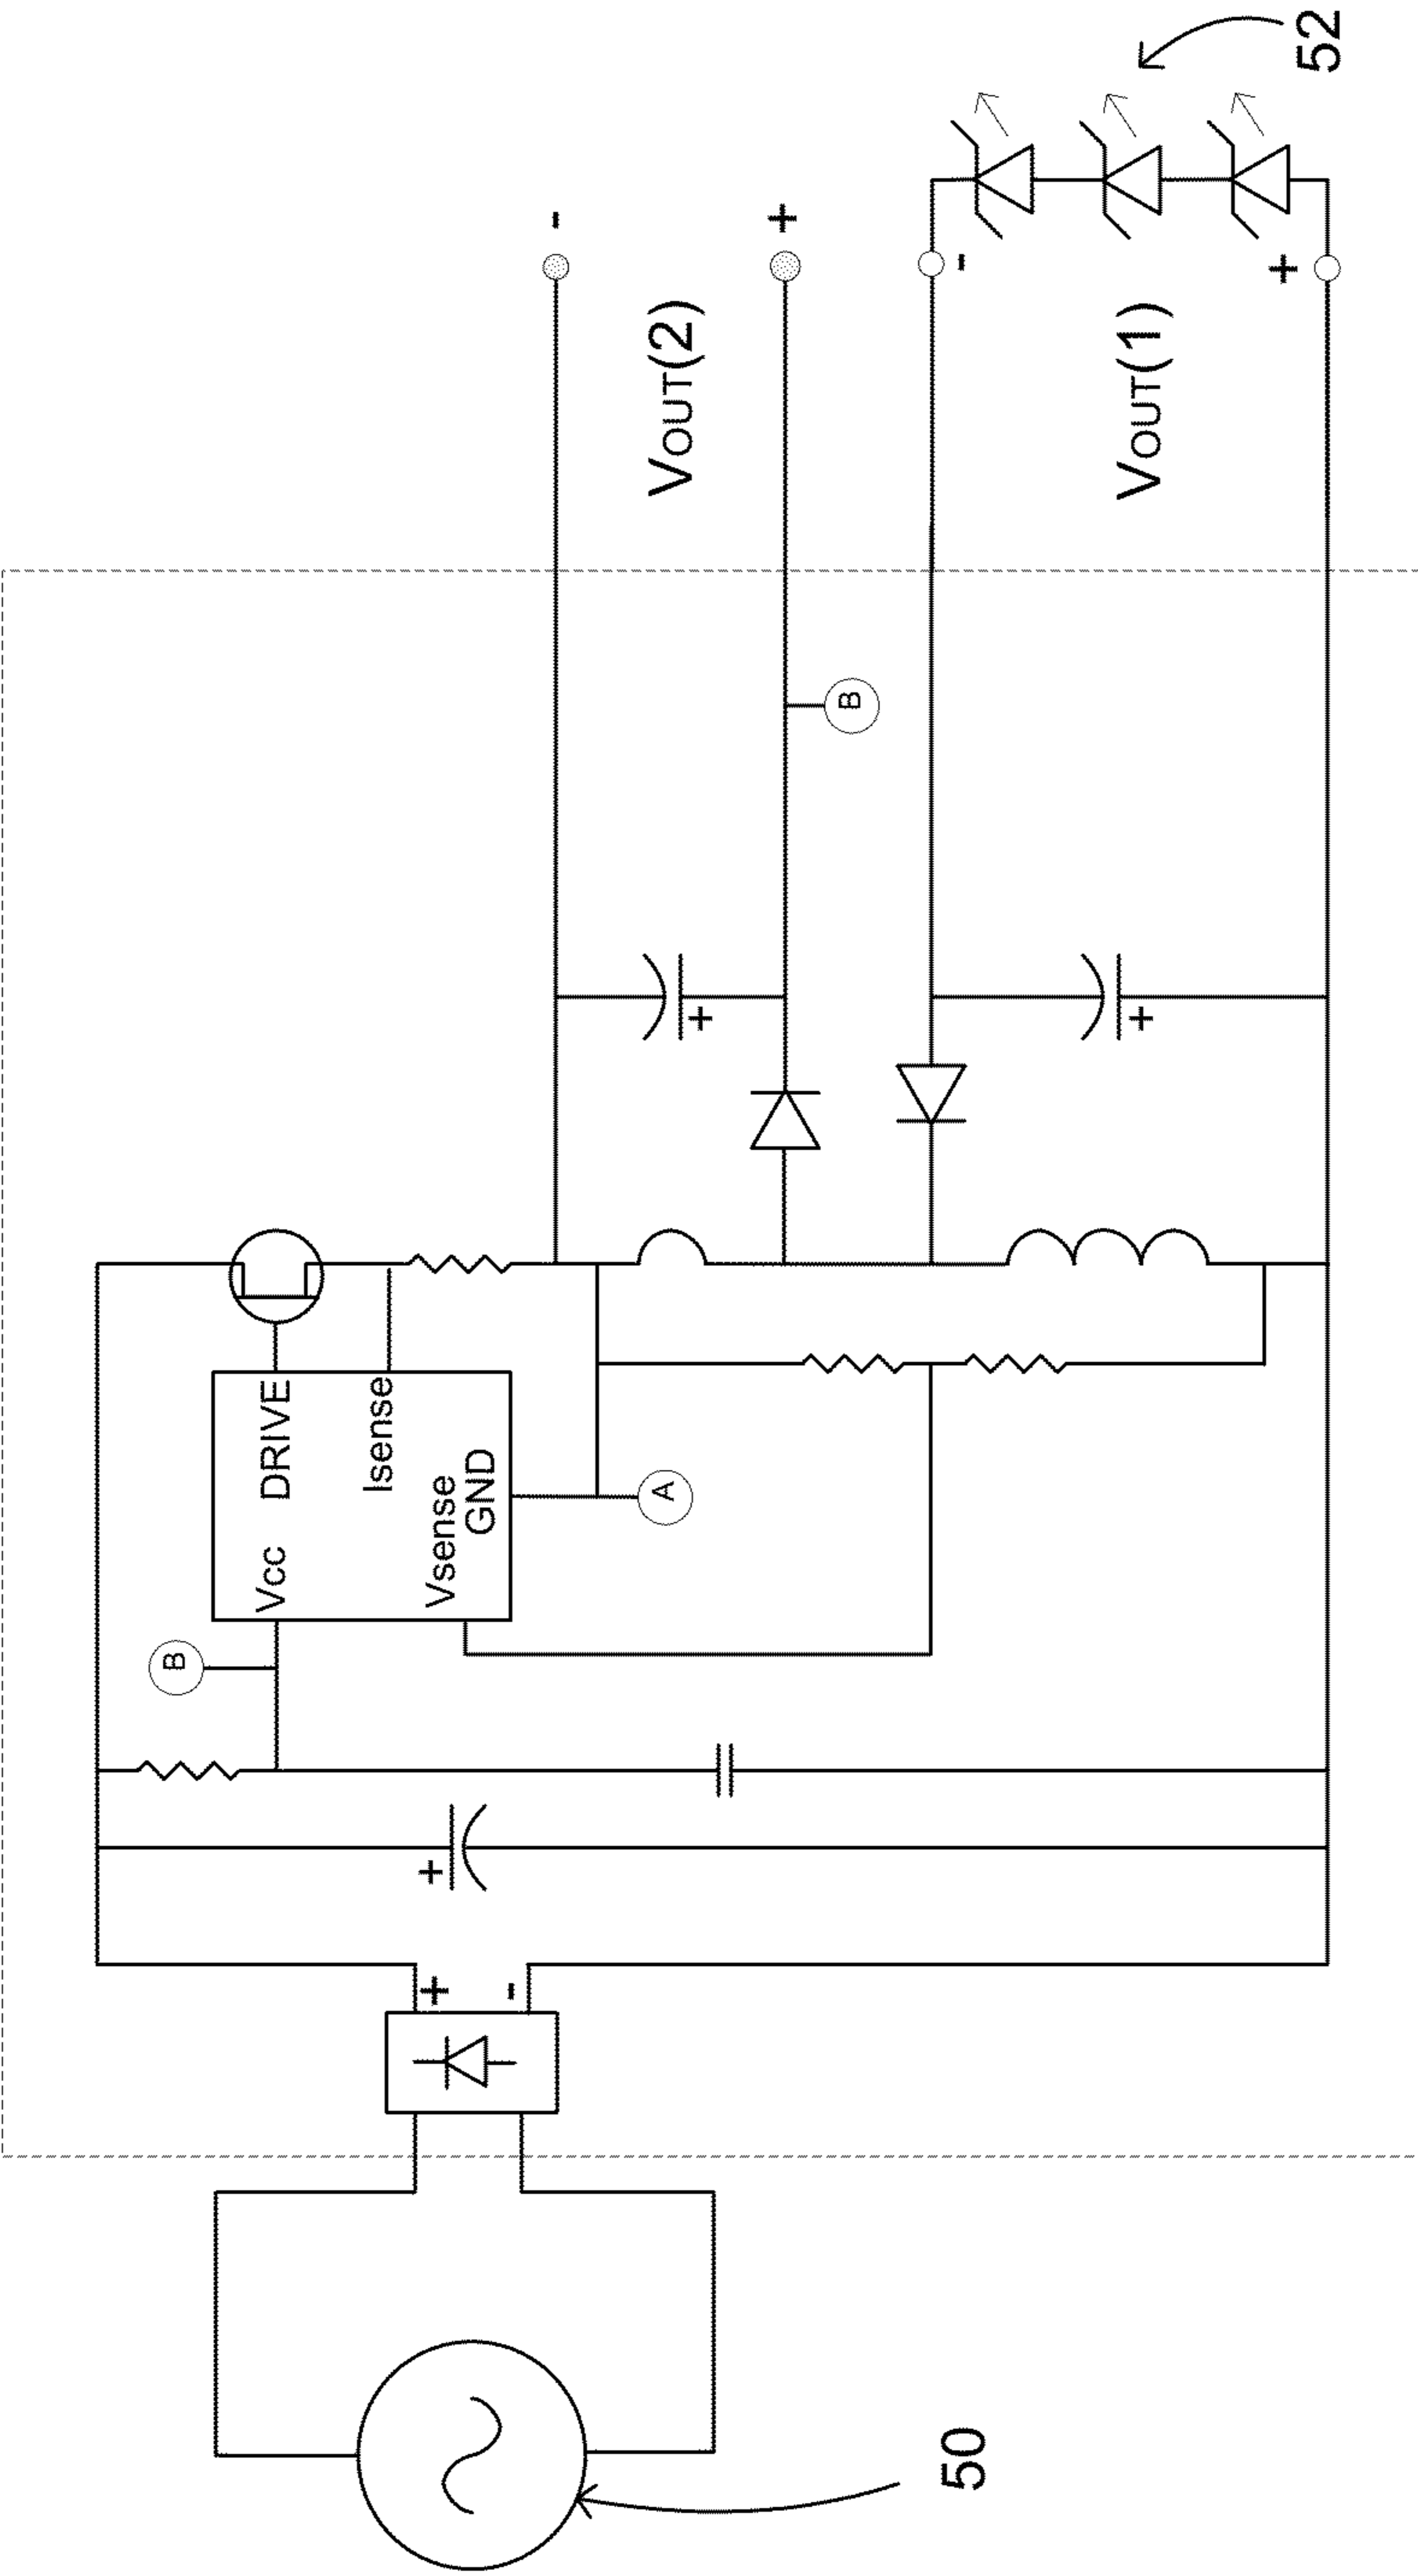 50
+
-
+
B
Vcc
DRIVE
Isense
Vsense
GND
A
+
+
B
-
+
VOUT(2)
-
+
VOUT(1)
52